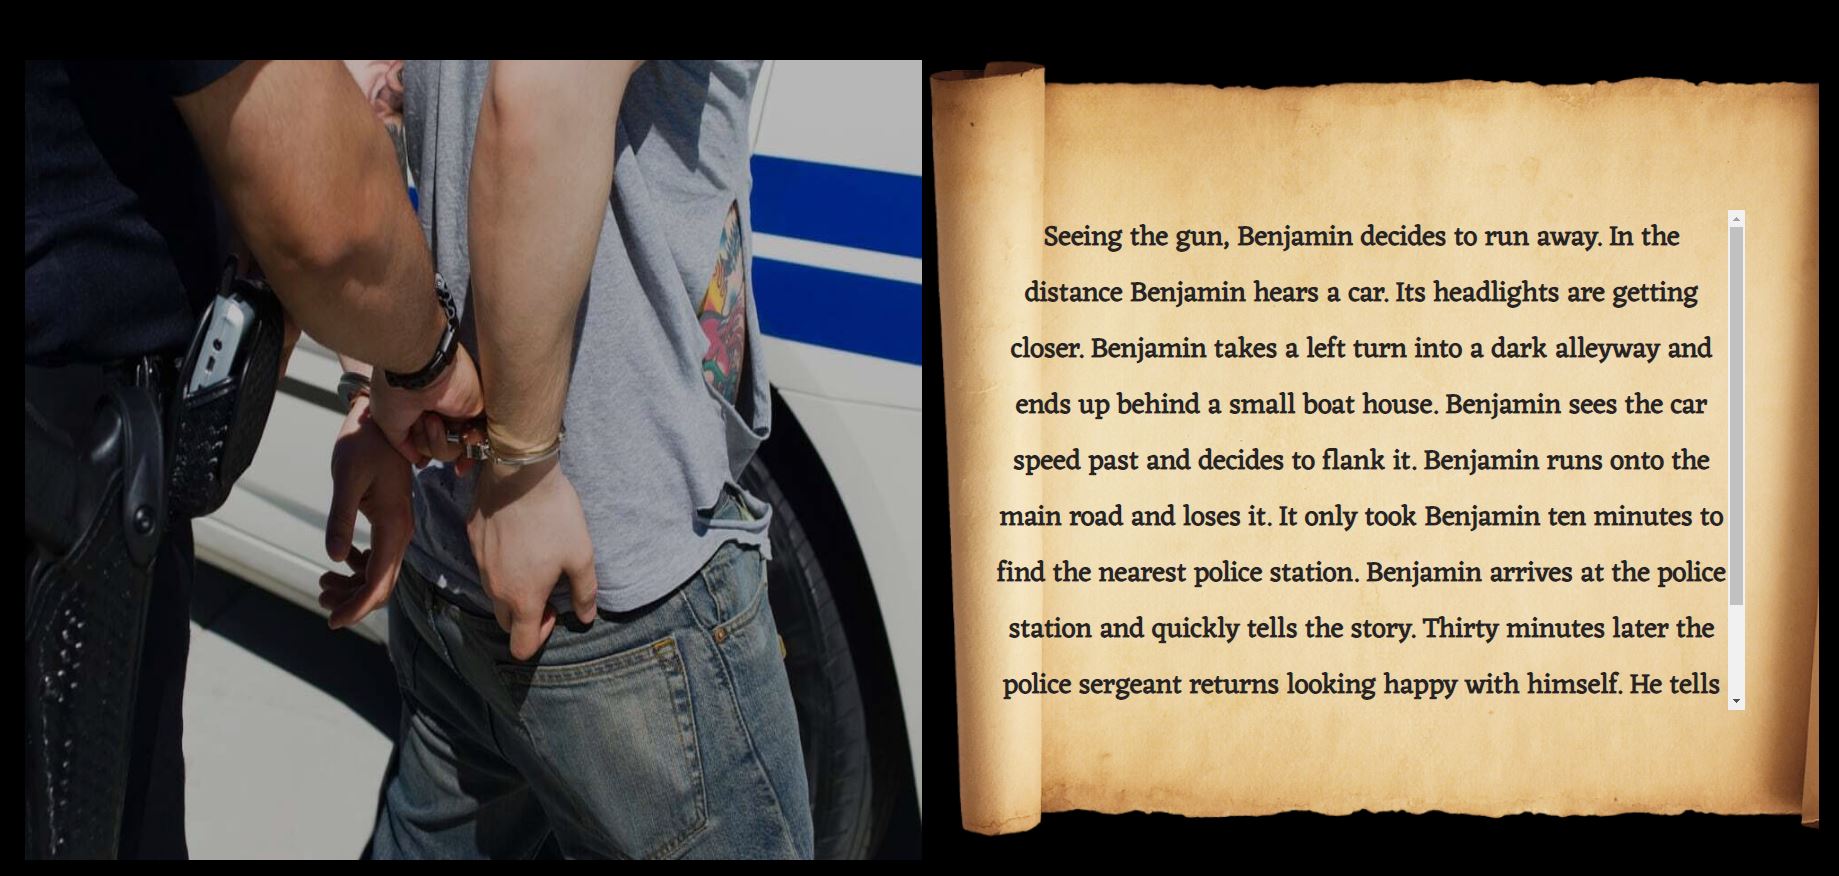 Seeing the gun, Benjamin decides to run away. In the
distance Benjamin hears a car. Its headlights are getting
closer. Benjamin takes a left turn into a dark alleyway and
ends up behind a small boat house. Benjamin sees the car
speed past and decides to flank it. Benjamin runs onto the
main road and loses it. It only took Benjamin ten minutes to
find the nearest police station. Benjamin arrives at the police
station and quickly tells the story. Thirty minutes later the
police sergeant returns looking happy with himself. He tells